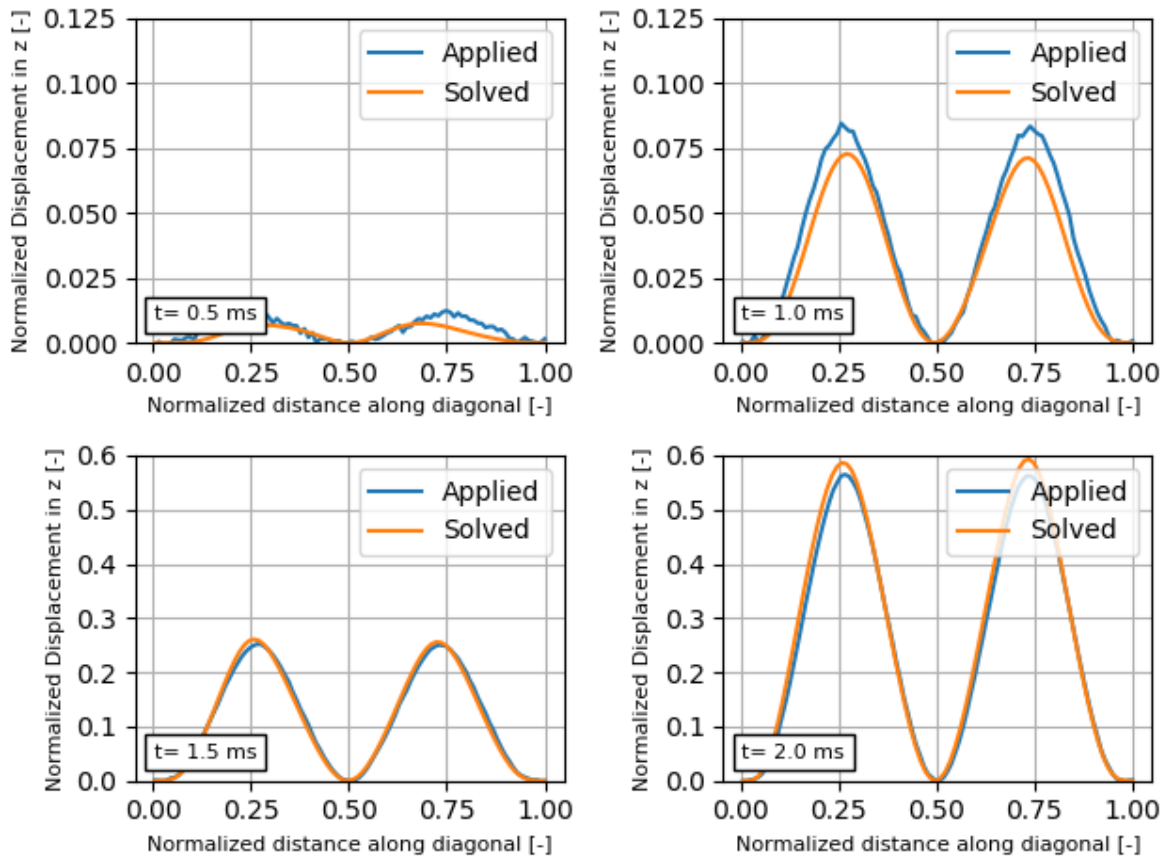 Normalized Displacement in z [-]
0.125
0.100
0.075
0.050
0.025
0.000
Applied
Solved
t= 0.5 ms
0.00 0.25 0.50 0.75 1.00
Normalized distance along diagonal [-]
Normalized Displacement in z [-]
0.125
0.100
0.075
0.050
0.025
0.000
Applied
Solved
t= 1.0 ms
0.00 0.25 0.50 0.75 1.00
Normalized distance along diagonal [-]
Normalized Displacement in z [-]
0.6
0.5
0.4
0.3
0.2
0.1
0.0
Applied
Solved
t= 1.5 ms
0.00 0.25 0.50 0.75 1.00
Normalized distance along diagonal [-]
Normalized Displacement in z [-]
0.6
0.5
0.4
0.3
0.2
0.1
0.0
Applied
Solved
t= 2.0 ms
0.00 0.25 0.50 0.75 1.00
Normalized distance along diagonal [-]